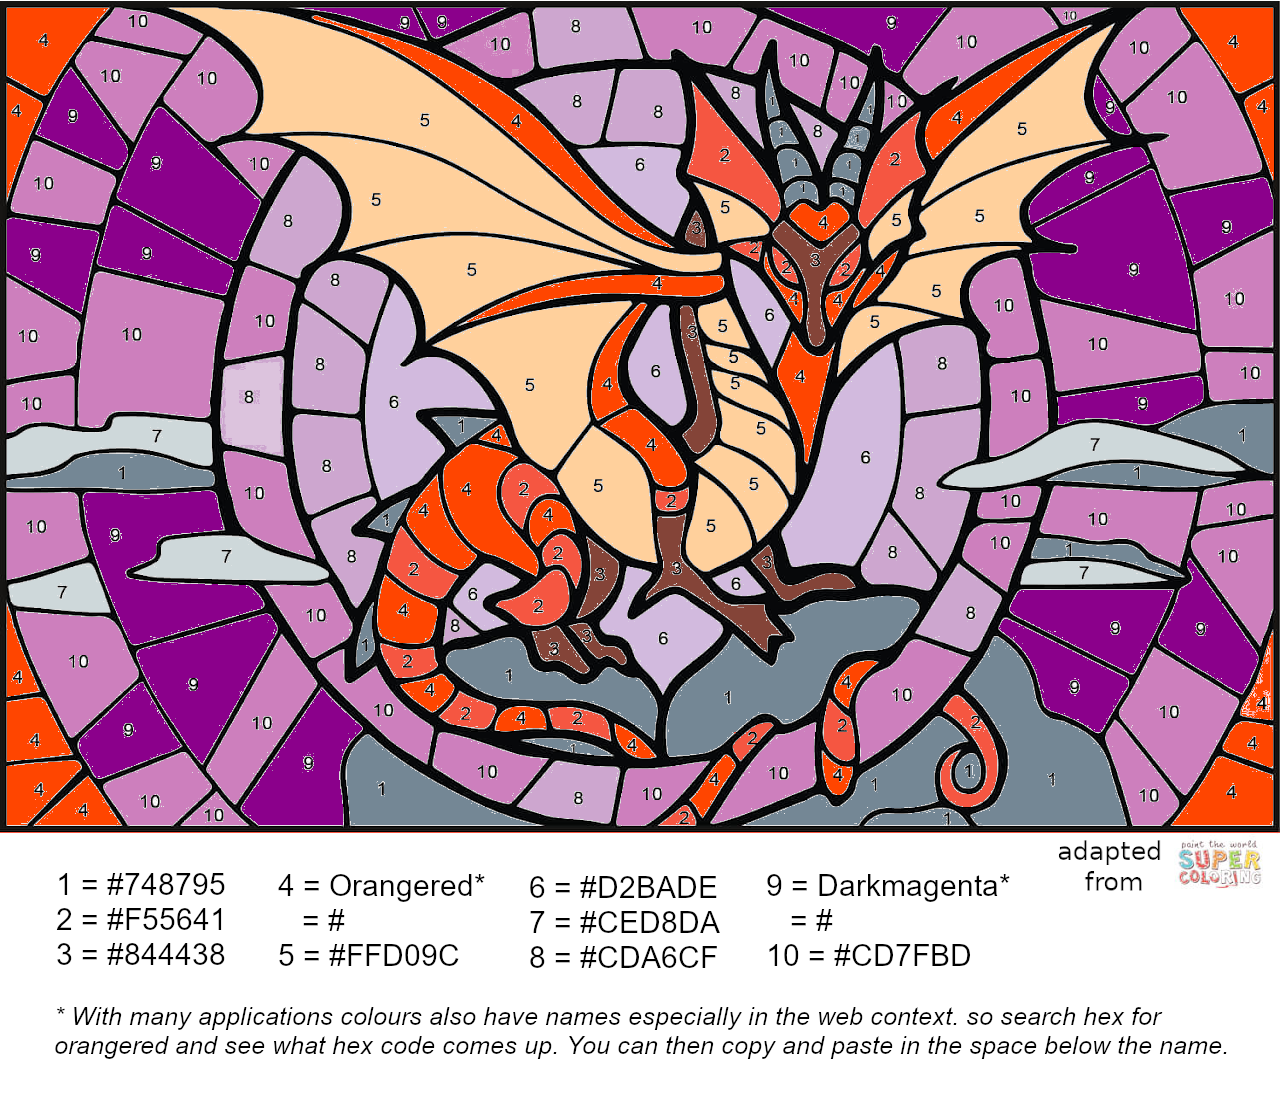 adapted
from
paint the world
SUPER
COLORING
1 = #748795
2 = #F55641
3 = #844438
4 = Orangered*
= #
5 = #FFD09C
6 = #D2BADE
7 = #CED8DA
8 = #CDA6CF
9 = Darkmagenta*
= #
10 = #CD7FBD
* With many applications colours also have names especially in the web context. so search hex for
orangered and see what hex code comes up. You can then copy and paste in the space below the name.